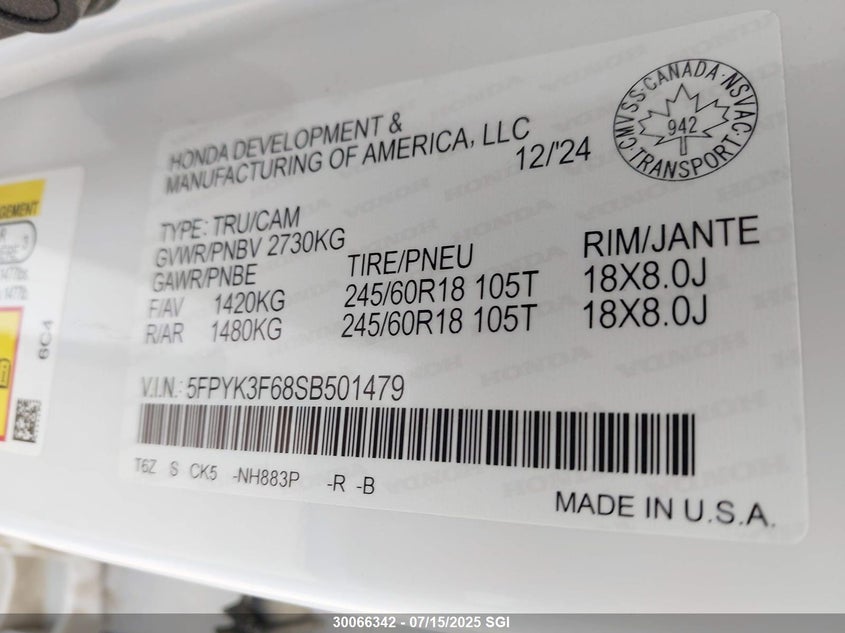 HONDA DEVELOPMENT &
MANUFACTURING OF AMERICA, LLC
12/'24
CMVSS·CANADA·NSVAC
942
TRANSPORT
TYPE: TRU/CAM
GVWR/PNBV 2730KG
GAWR/PNBE TIRE/PNEU RIM/JANTE
F/AV 1420KG 245/60R18 105T 18X8.0J
R/AR 1480KG 245/60R18 105T 18X8.0J
V.I.N.: 5FPYK3F68SB501479
T6Z S CK5 -NH883P -R -B
MADE IN U.S.A.
6C4
30066342 - 07/15/2025 SGI